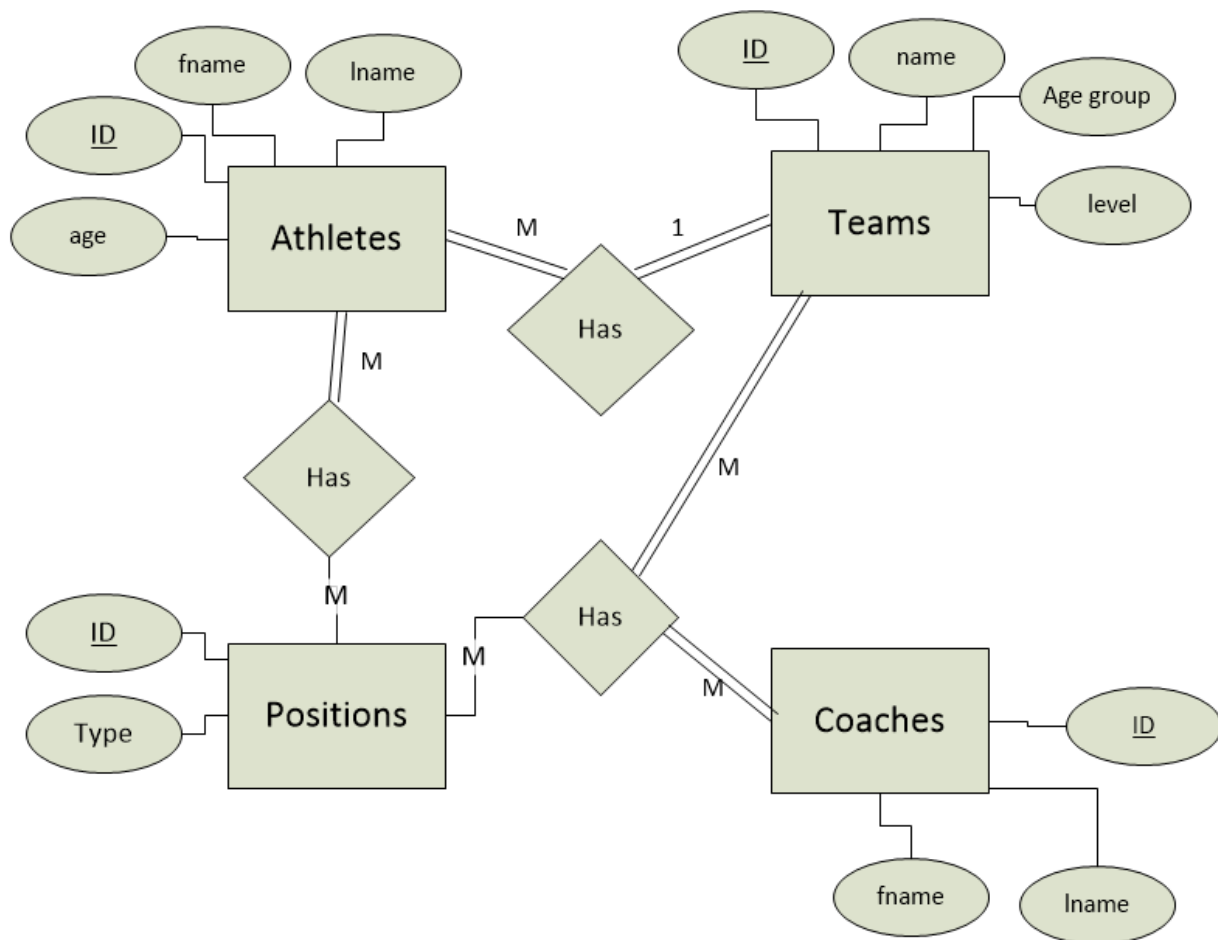 fname
lname
ID
age
Athletes
ID
name
Age group
level
Teams
M
1
Has
M
Has
M
M
Has
M
M
ID
Type
Positions
Coaches
ID
fname
lname